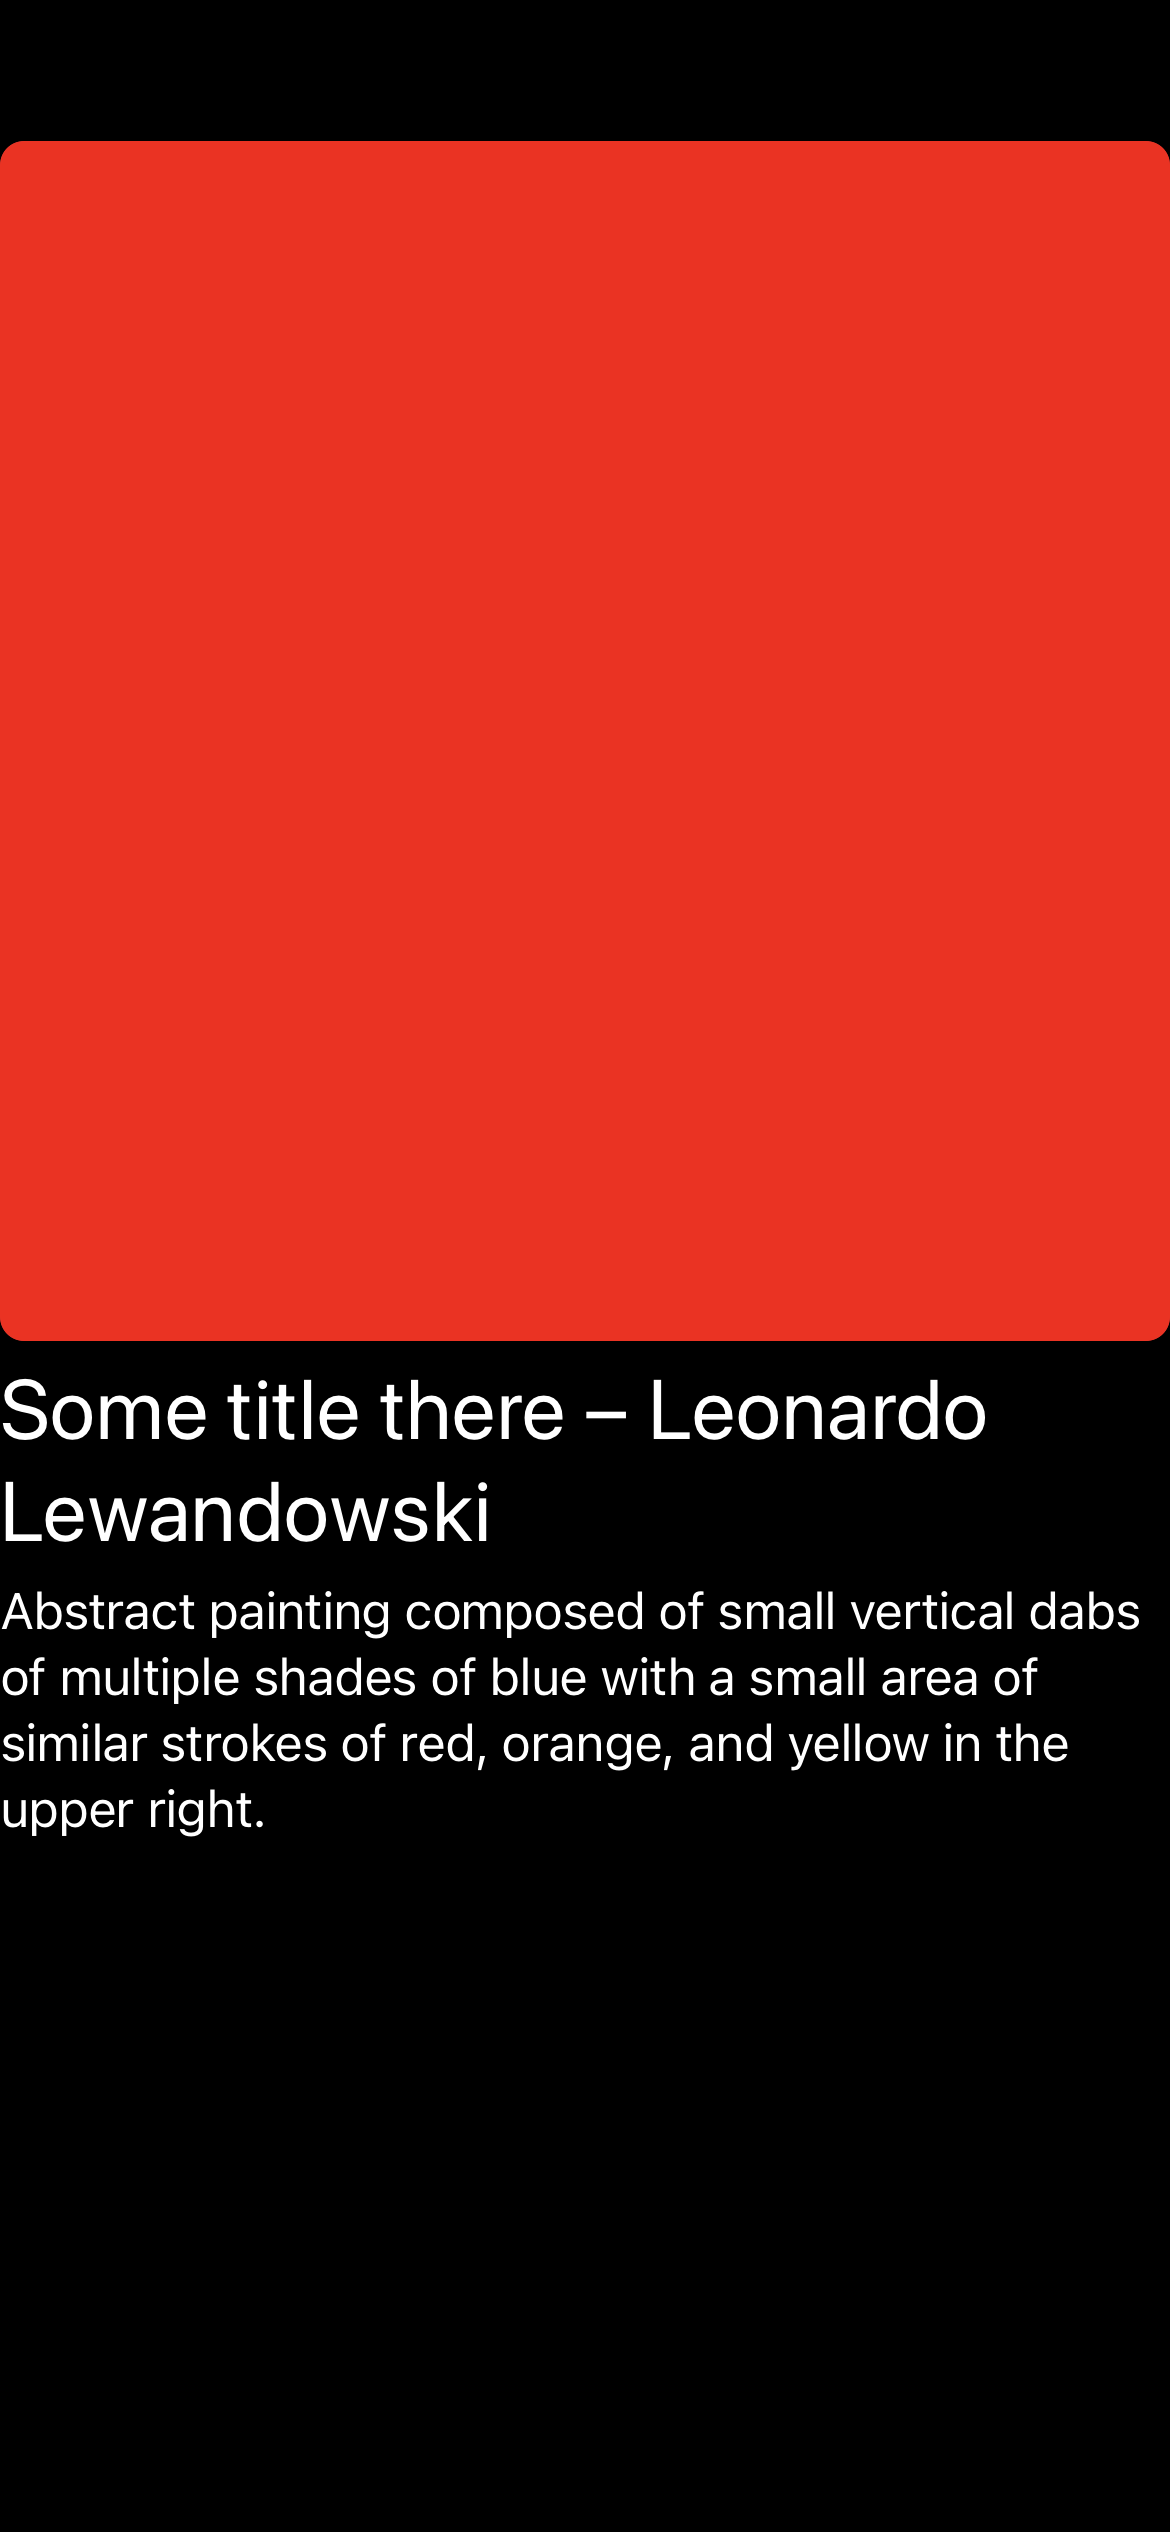 Some title there – Leonardo
Lewandowski
Abstract painting composed of small vertical dabs
of multiple shades of blue with a small area of
similar strokes of red, orange, and yellow in the
upper right.